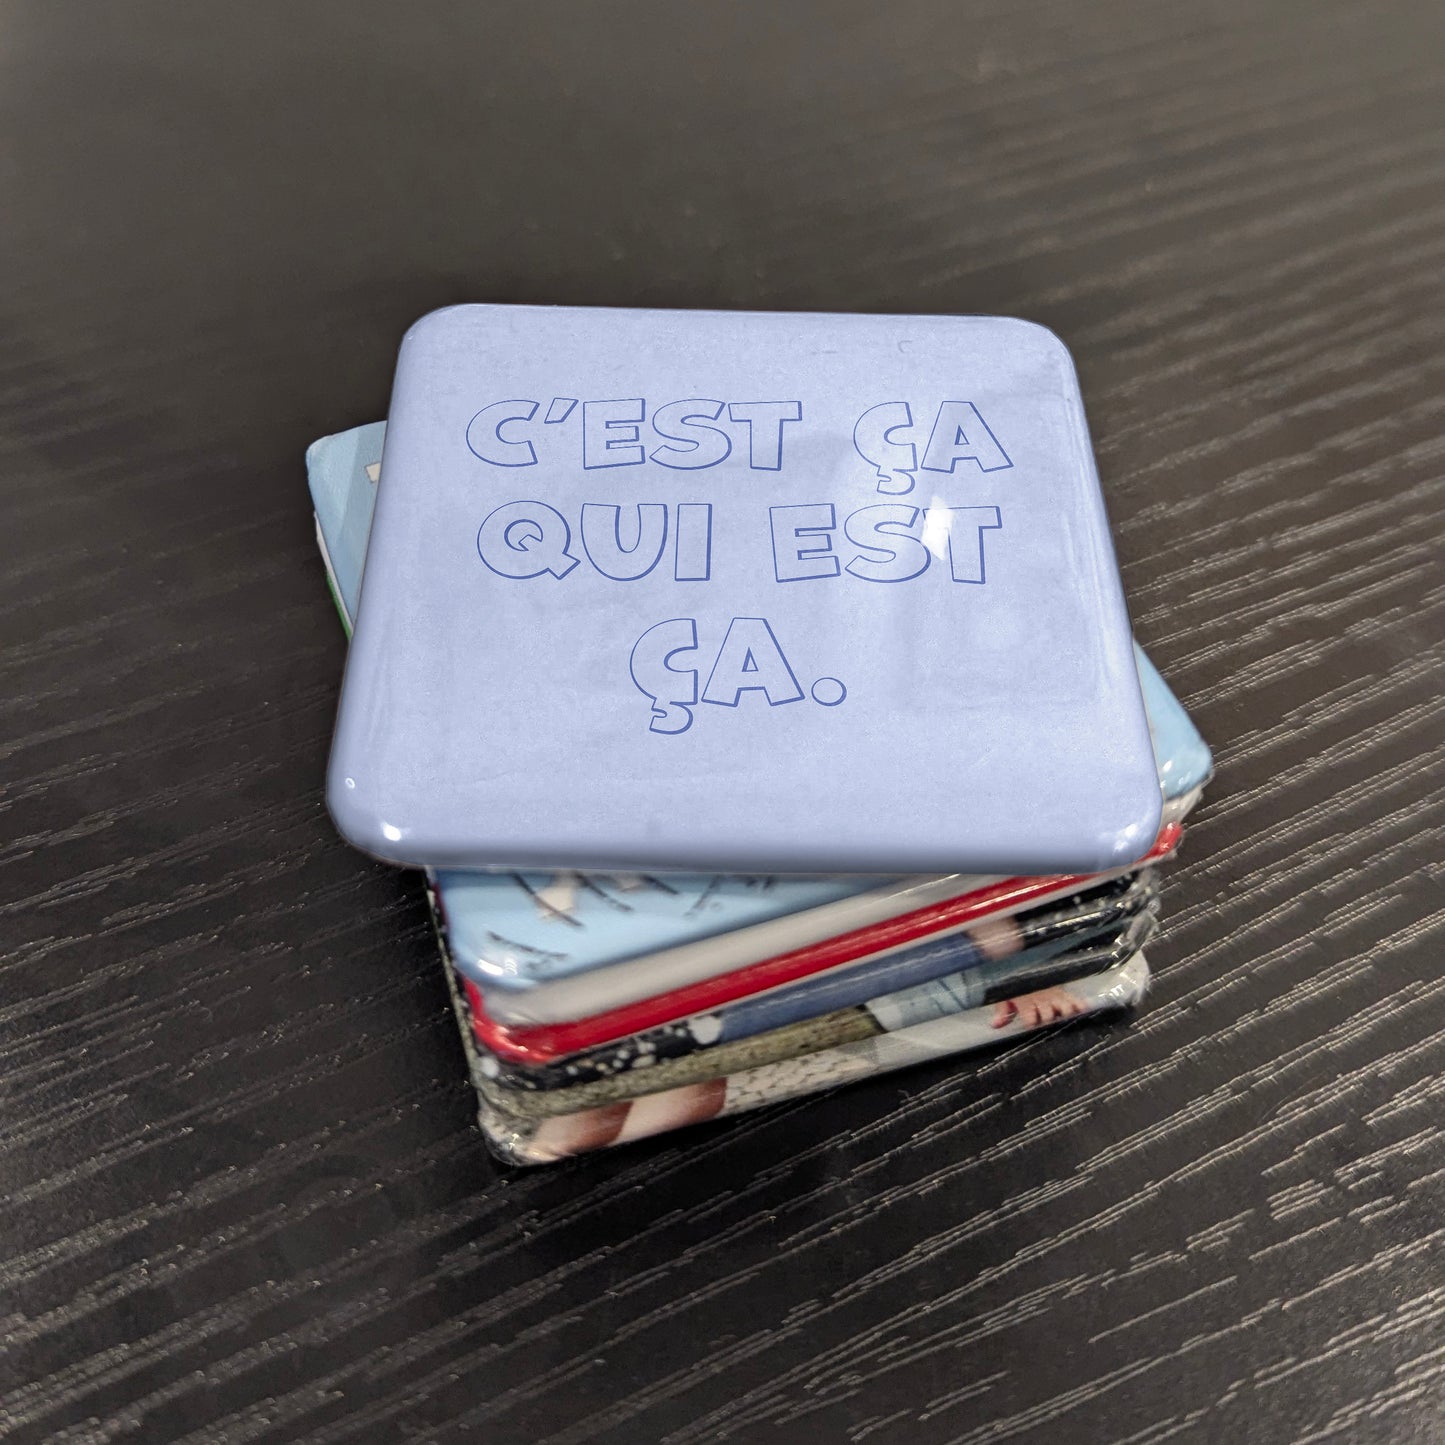 C'EST ÇA
QUI EST
ÇA.